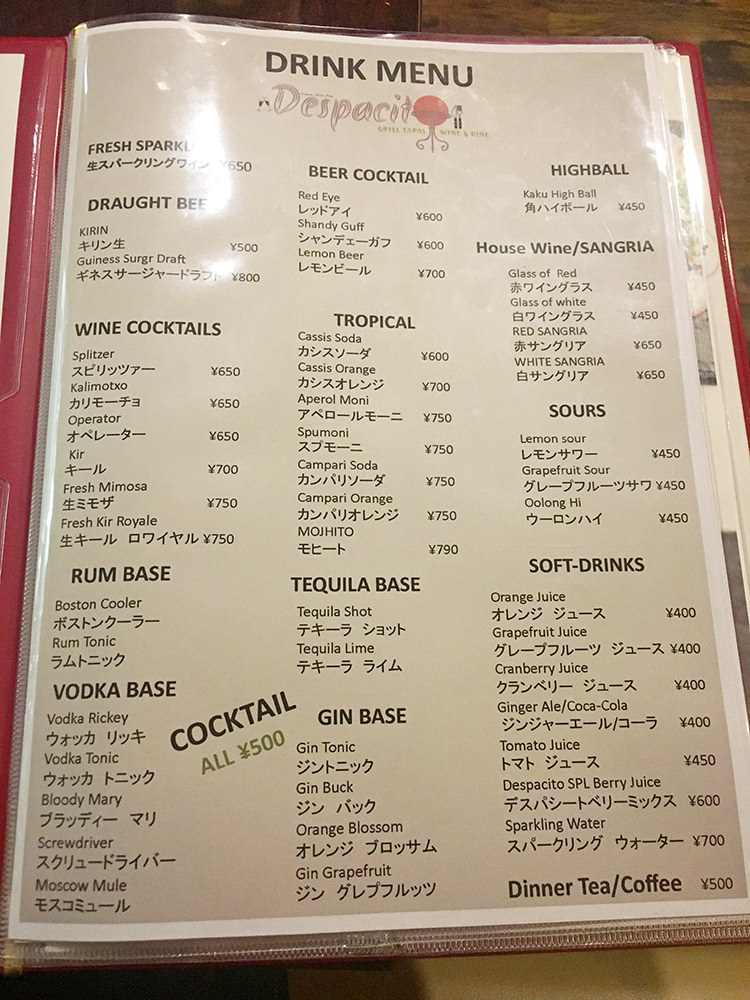 DRINK MENU
Despacit
GRILL TAPAS WINE & DINE
FRESH SPARKL
生スパークリングワイン ¥650
DRAUGHT BEE
KIRIN
キリン生 ¥500
Guiness Surgr Draft
ギネスサージャードラフト ¥800
WINE COCKTAILS
Splitzer
スピリッツァー ¥650
Kalimotxo
カリモーチョ ¥650
Operator
オペレーター ¥650
Kir
キール ¥700
Fresh Mimosa
生ミモザ ¥750
Fresh Kir Royale
生キール ロワイヤル ¥750
RUM BASE
Boston Cooler
ボストンクーラー
Rum Tonic
ラムトニック
VODKA BASE
Vodka Rickey
ウォッカ リッキ
Vodka Tonic
ウォッカ トニック
Bloody Mary
ブラッディー マリ
Screwdriver
スクリュードライバー
Moscow Mule
モスコミュール
COCKTAIL
ALL ¥500
BEER COCKTAIL
Red Eye
レッドアイ ¥600
Shandy Guff
シャンデェーガフ ¥600
Lemon Beer
レモンビール ¥700
TROPICAL
Cassis Soda
カシスソーダ ¥600
Cassis Orange
カシスオレンジ ¥700
Aperol Moni
アペロールモーニ ¥750
Spumoni
スプモーニ ¥750
Campari Soda
カンパリソーダ ¥750
Campari Orange
カンパリオレンジ ¥750
MOJHITO
モヒート ¥790
TEQUILA BASE
Tequila Shot
テキーラ ショット
Tequila Lime
テキーラ ライム
GIN BASE
Gin Tonic
ジントニック
Gin Buck
ジン バック
Orange Blossom
オレンジ ブロッサム
Gin Grapefruit
ジン グレプフルッツ
HIGHBALL
Kaku High Ball
角ハイボール ¥450
House Wine/SANGRIA
Glass of Red
赤ワイングラス ¥450
Glass of white
白ワイングラス ¥450
RED SANGRIA
赤サングリア ¥650
WHITE SANGRIA
白サングリア ¥650
SOURS
Lemon sour
レモンサワー ¥450
Grapefruit Sour
グレープフルーツサワ ¥450
Oolong Hi
ウーロンハイ ¥450
SOFT-DRINKS
Orange Juice
オレンジ ジュース ¥400
Grapefruit Juice
グレープフルーツ ジュース ¥400
Cranberry Juice
クランベリー ジュース ¥400
Ginger Ale/Coca-Cola
ジンジャーエール/コーラ ¥400
Tomato Juice
トマト ジュース ¥450
Despacito SPL Berry Juice
デスパシートベリーミックス ¥600
Sparkling Water
スパークリング ウォーター ¥700
Dinner Tea/Coffee ¥500